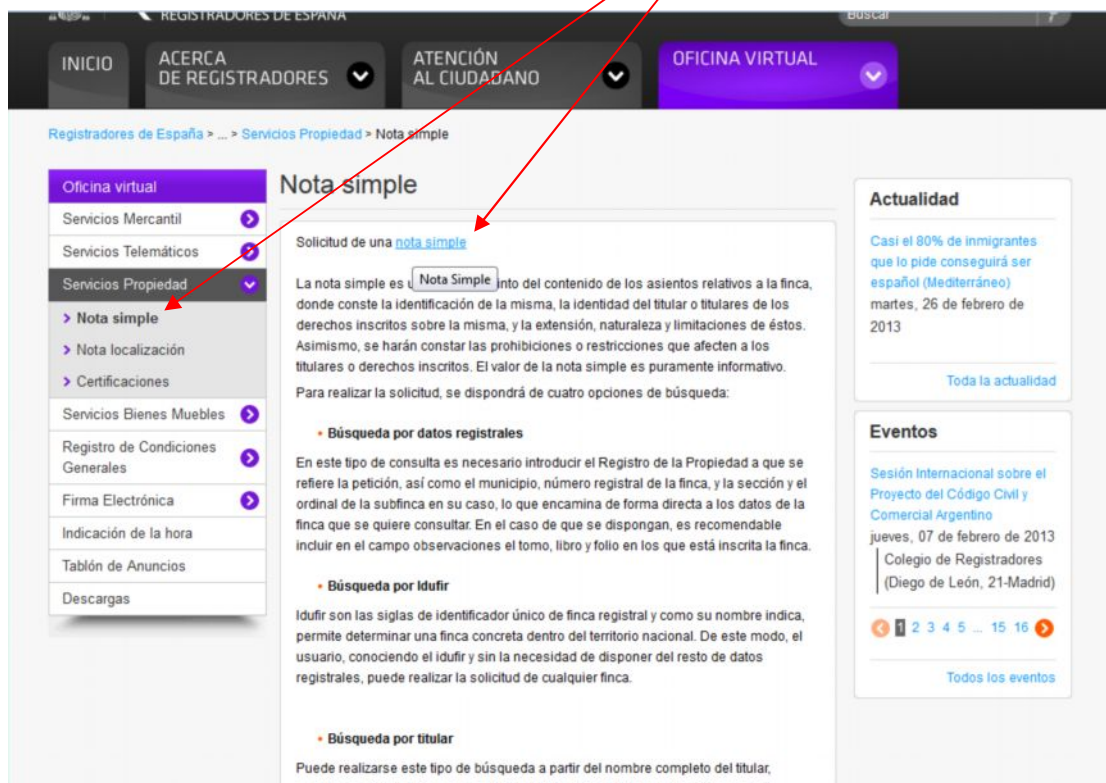 REGISTRADORES DE ESPAÑA
Buscar
INICIO
ACERCA
DE REGISTRADORES
ATENCIÓN
AL CIUDADANO
OFICINA VIRTUAL
Registradores de España > ... > Servicios Propiedad > Nota simple
Oficina virtual
Servicios Mercantil
Servicios Telemáticos
Servicios Propiedad
> Nota simple
> Nota localización
> Certificaciones
Servicios Bienes Muebles
Registro de Condiciones
Generales
Firma Electrónica
Indicación de la hora
Tablón de Anuncios
Descargas
Nota simple
Solicitud de una nota simple
Nota Simple
La nota simple es u into del contenido de los asientos relativos a la finca,
donde conste la identificación de la misma, la identidad del titular o titulares de los
derechos inscritos sobre la misma, y la extensión, naturaleza y limitaciones de éstos.
Asimismo, se harán constar las prohibiciones o restricciones que afecten a los
titulares o derechos inscritos. El valor de la nota simple es puramente informativo.
Para realizar la solicitud, se dispondrá de cuatro opciones de búsqueda:
• Búsqueda por datos registrales
En este tipo de consulta es necesario introducir el Registro de la Propiedad a que se
refiere la petición, así como el municipio, número registral de la finca, y la sección y el
ordinal de la subfinca en su caso, lo que encamina de forma directa a los datos de la
finca que se quiere consultar. En el caso de que se dispongan, es recomendable
incluir en el campo observaciones el tomo, libro y folio en los que está inscrita la finca.
• Búsqueda por Idufir
Idufir son las siglas de identificador único de finca registral y como su nombre indica,
permite determinar una finca concreta dentro del territorio nacional. De este modo, el
usuario, conociendo el idufir y sin la necesidad de disponer del resto de datos
registrales, puede realizar la solicitud de cualquier finca.
• Búsqueda por titular
Puede realizarse este tipo de búsqueda a partir del nombre completo del titular,
Actualidad
Casi el 80% de inmigrantes
que lo pide conseguirá ser
español (Mediterráneo)
martes, 26 de febrero de
2013
Toda la actualidad
Eventos
Sesión Internacional sobre el
Proyecto del Código Civil y
Comercial Argentino
jueves, 07 de febrero de 2013
Colegio de Registradores
(Diego de León, 21-Madrid)
1 2 3 4 5 ... 15 16
Todos los eventos